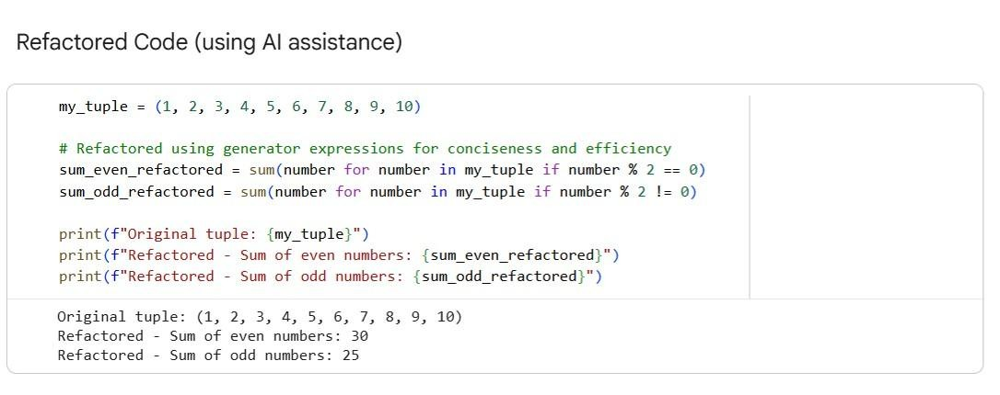 Refactored Code (using AI assistance)
my_tuple = (1, 2, 3, 4, 5, 6, 7, 8, 9, 10)
# Refactored using generator expressions for conciseness and efficiency
sum_even_refactored = sum(number for number in my_tuple if number % 2 == 0)
sum_odd_refactored = sum(number for number in my_tuple if number % 2 != 0)
print(f"Original tuple: {my_tuple}")
print(f"Refactored - Sum of even numbers: {sum_even_refactored}")
print(f"Refactored - Sum of odd numbers: {sum_odd_refactored}")
Original tuple: (1, 2, 3, 4, 5, 6, 7, 8, 9, 10)
Refactored - Sum of even numbers: 30
Refactored - Sum of odd numbers: 25